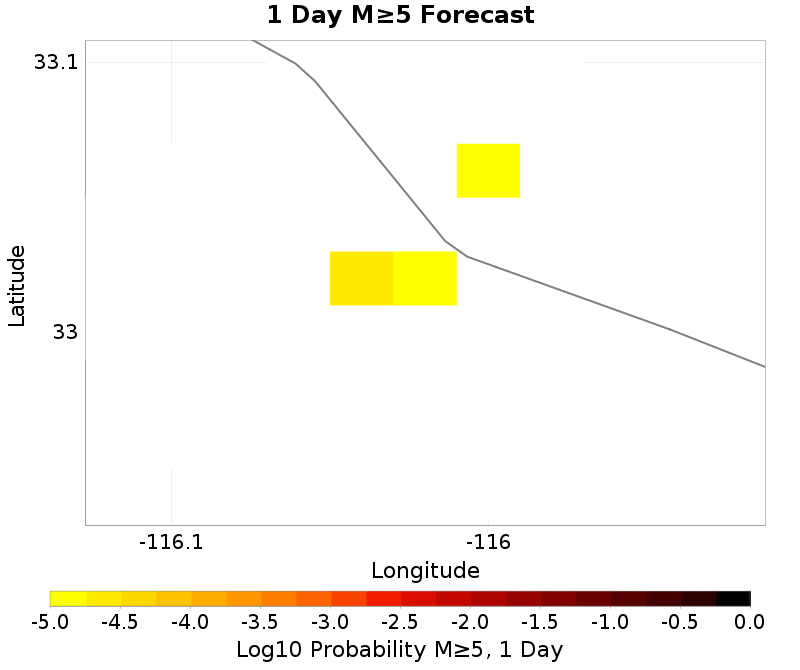 1 Day M≥5 Forecast
33.1
33
Latitude
-116.1 -116
Longitude
-5.0 -4.5 -4.0 -3.5 -3.0 -2.5 -2.0 -1.5 -1.0 -0.5 0.0
Log10 Probability M≥5, 1 Day